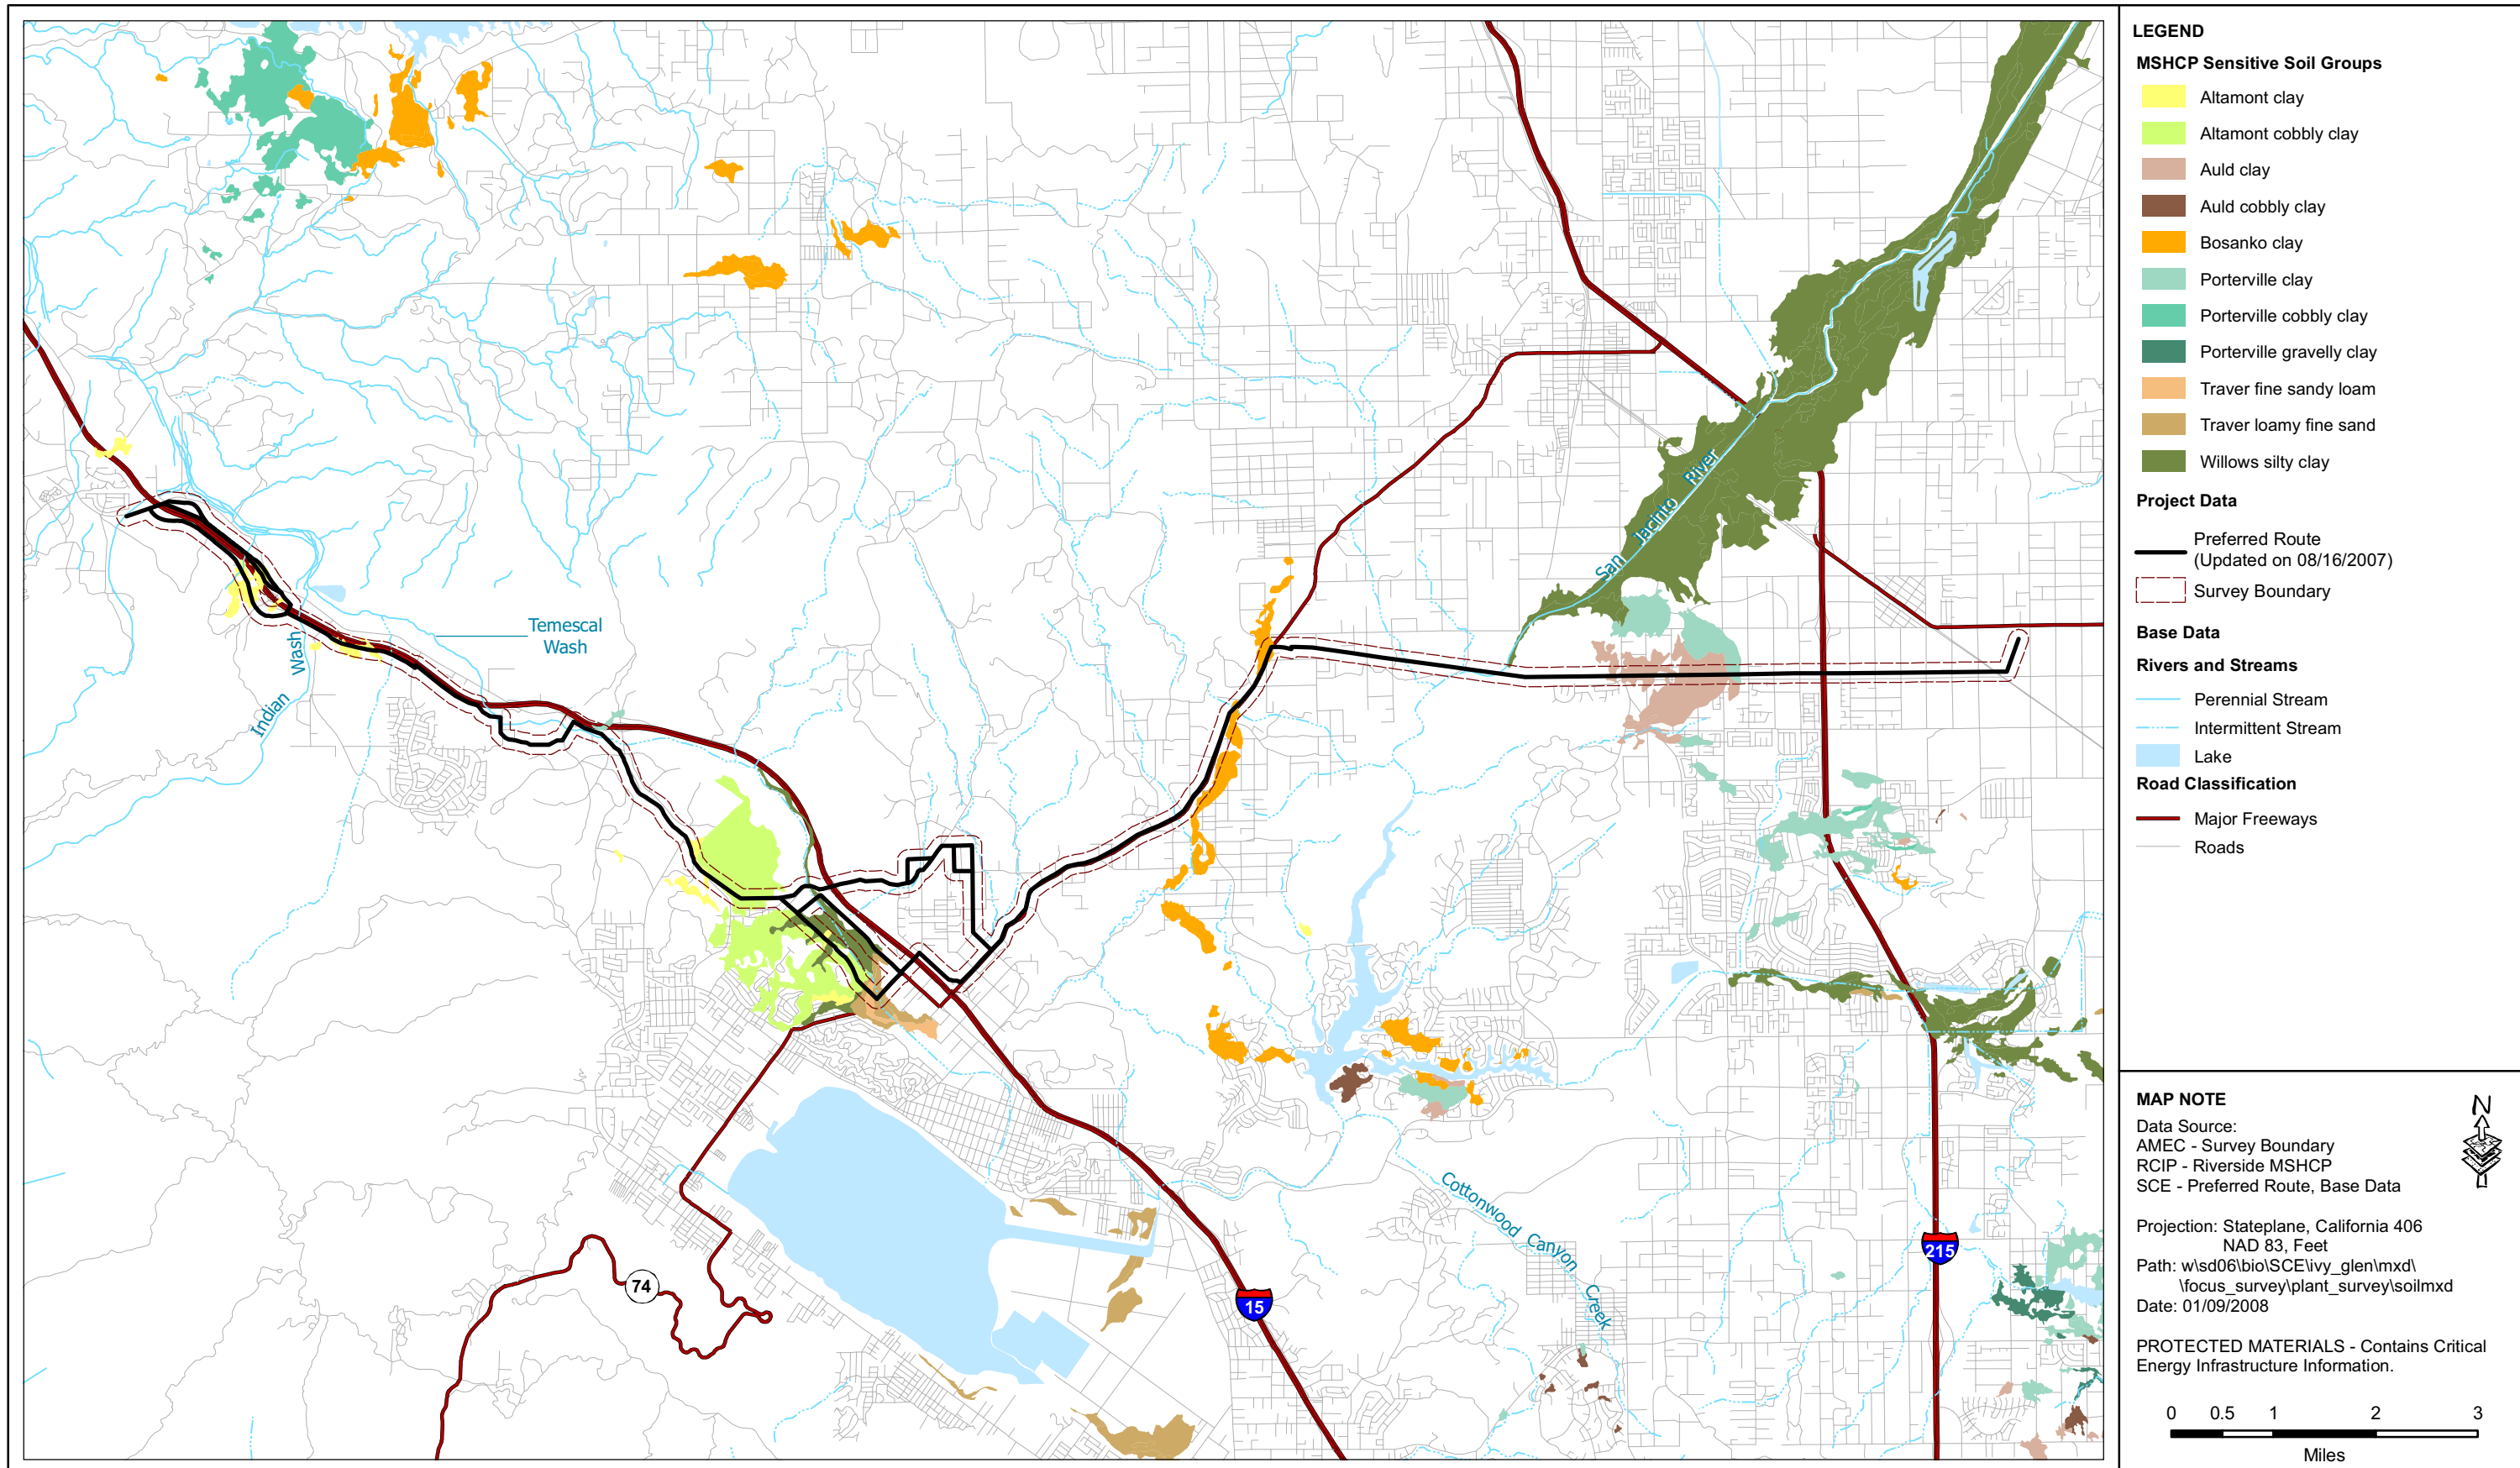 LEGEND
MSHCP Sensitive Soil Groups
Altamont clay
Altamont cobbly clay
Auld clay
Auld cobbly clay
Bosanko clay
Porterville clay
Porterville cobbly clay
Porterville gravelly clay
Traver fine sandy loam
Traver loamy fine sand
Willows silty clay
Project Data
Preferred Route
(Updated on 08/16/2007)
Survey Boundary
Base Data
Rivers and Streams
Perennial Stream
Intermittent Stream
Lake
Road Classification
Major Freeways
Roads
MAP NOTE
Data Source:
AMEC - Survey Boundary
RCIP - Riverside MSHCP
SCE - Preferred Route, Base Data
Projection: Stateplane, California 406
NAD 83, Feet
Path: w\sd06\bio\SCE\ivy_glen\mxd\
\focus_survey\plant_survey\soilmxd
Date: 01/09/2008
PROTECTED MATERIALS - Contains Critical
Energy Infrastructure Information.
N
0 0.5 1 2 3
Miles
San Jacinto River
Temescal
Wash
Indian Wash
Cottonwood Canyon Creek
74
15
215